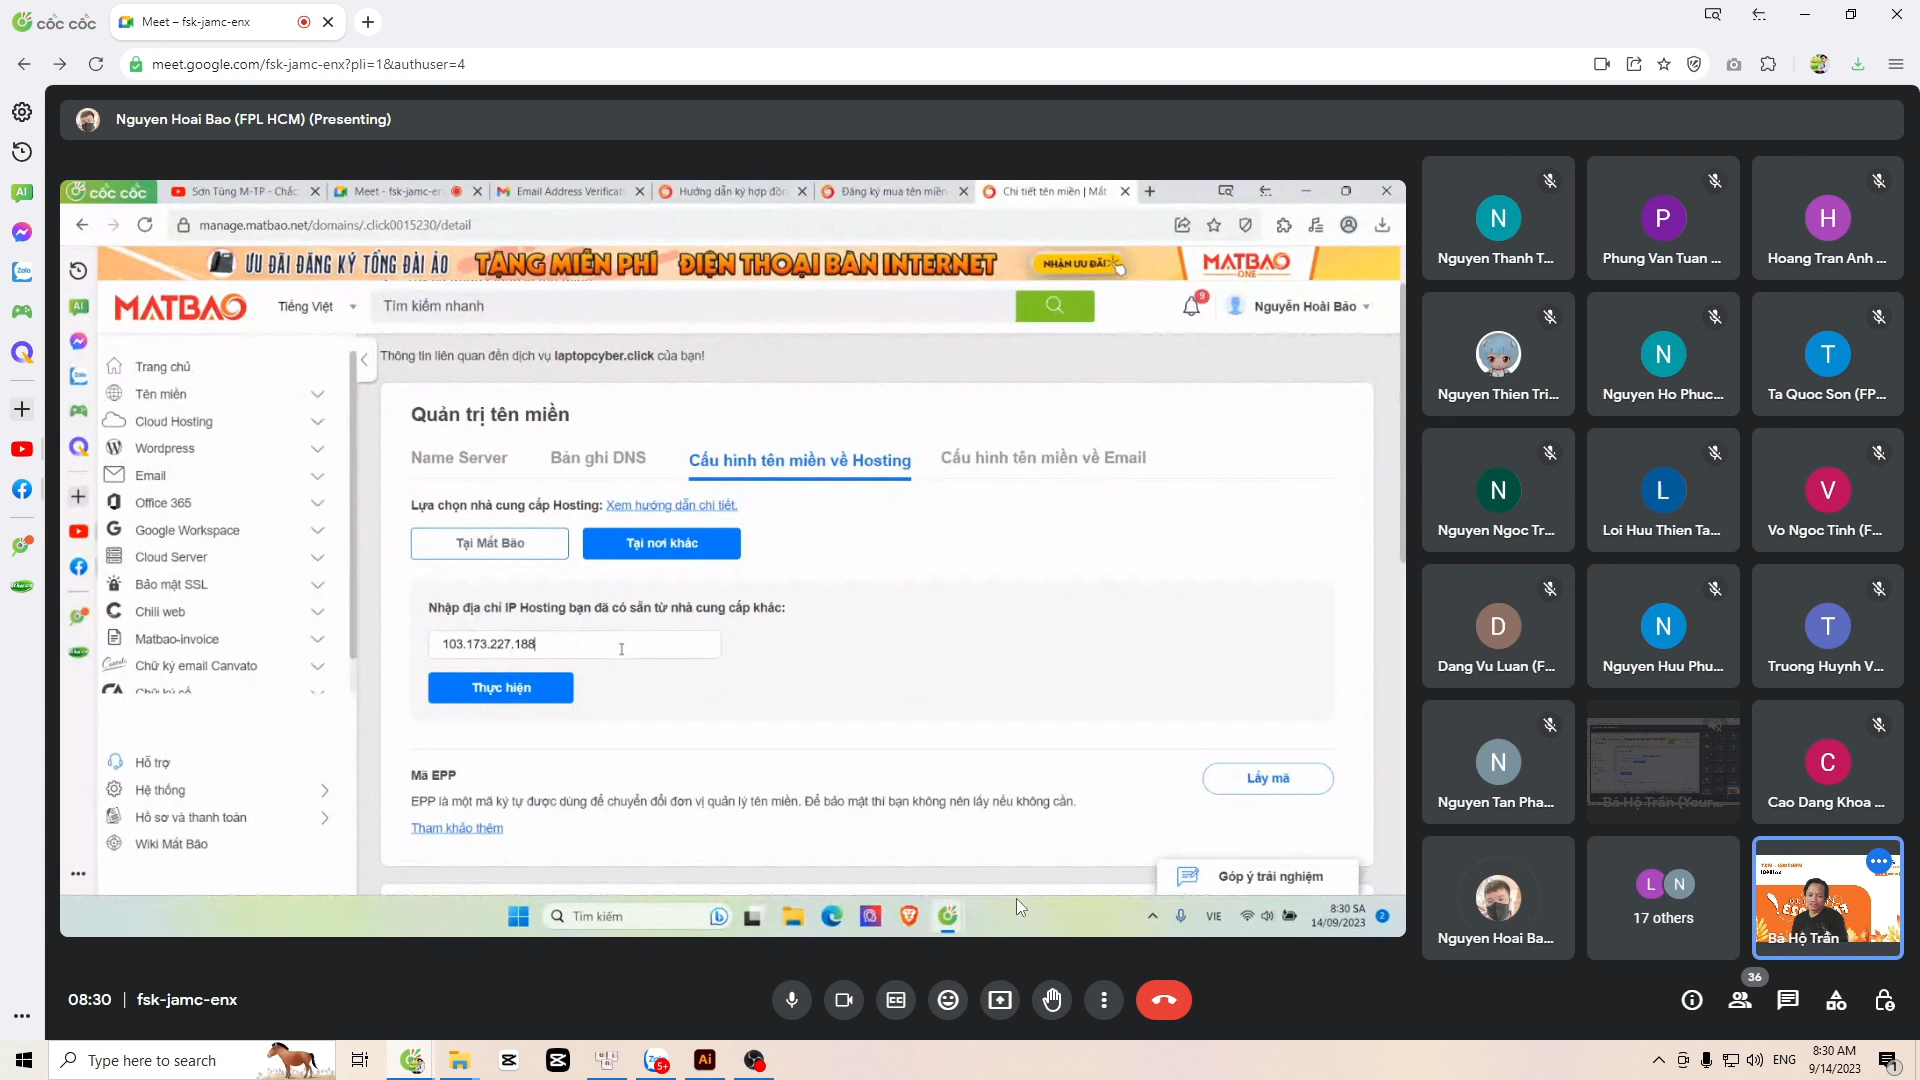 cốc cốc
Meet – fsk-jamc-enx
meet.google.com/fsk-jamc-enx?pli=1&authuser=4
Nguyen Hoai Bao (FPL HCM) (Presenting)
cốc cốc
Sơn Tùng M-TP - Chắc
Meet - fsk-jamc-en
Email Address Verificati
Hướng dẫn ký hợp đồn
Đăng ký mua tên miền
Chi tiết tên miền | Mắt
manage.matbao.net/domains/.click0015230/detail
ƯU ĐÃI ĐĂNG KÝ TỔNG ĐÀI ẢO
TẶNG MIỄN PHÍ ĐIỆN THOẠI BÀN INTERNET
NHẬN ƯU ĐÃI
MATBAO
ONE
MATBAO
Tiếng Việt
Tìm kiếm nhanh
9
Nguyễn Hoài Bảo
Thông tin liên quan đến dịch vụ laptopcyber.click của bạn!
Trang chủ
Tên miền
Cloud Hosting
Wordpress
Email
Office 365
Google Workspace
Cloud Server
Bảo mật SSL
Chili web
Matbao-invoice
Chữ ký email Canvato
Chữ ký số
Hỗ trợ
Hệ thống
Hồ sơ và thanh toán
Wiki Mắt Bão
Quản trị tên miền
Name Server
Bản ghi DNS
Cấu hình tên miền về Hosting
Cấu hình tên miền về Email
Lựa chọn nhà cung cấp Hosting: Xem hướng dẫn chi tiết.
Tại Mắt Bão
Tại nơi khác
Nhập địa chỉ IP Hosting bạn đã có sẵn từ nhà cung cấp khác:
103.173.227.188
Thực hiện
Mã EPP
Lấy mã
EPP là một mã ký tự được dùng để chuyển đổi đơn vị quản lý tên miền. Để bảo mật thì bạn không nên lấy nếu không cần.
Tham khảo thêm
Góp ý trải nghiệm
Tìm kiếm
VIE
8:30 SA
14/09/2023
2
N
Nguyen Thanh T...
P
Phung Van Tuan ...
H
Hoang Tran Anh ...
Nguyen Thien Tri...
N
Nguyen Ho Phuc...
T
Ta Quoc Son (FP...
N
Nguyen Ngoc Tr...
L
Loi Huu Thien Ta...
V
Vo Ngoc Tinh (F...
D
Dang Vu Luan (F...
N
Nguyen Huu Phu...
T
Truong Huynh V...
N
Nguyen Tan Pha...
Bá Hộ Trần (Your...
C
Cao Dang Khoa ...
Nguyen Hoai Ba...
L N
17 others
Bá Hộ Trần
08:30 | fsk-jamc-enx
36
Type here to search
Ai
5+
ENG
8:30 AM
9/14/2023
1